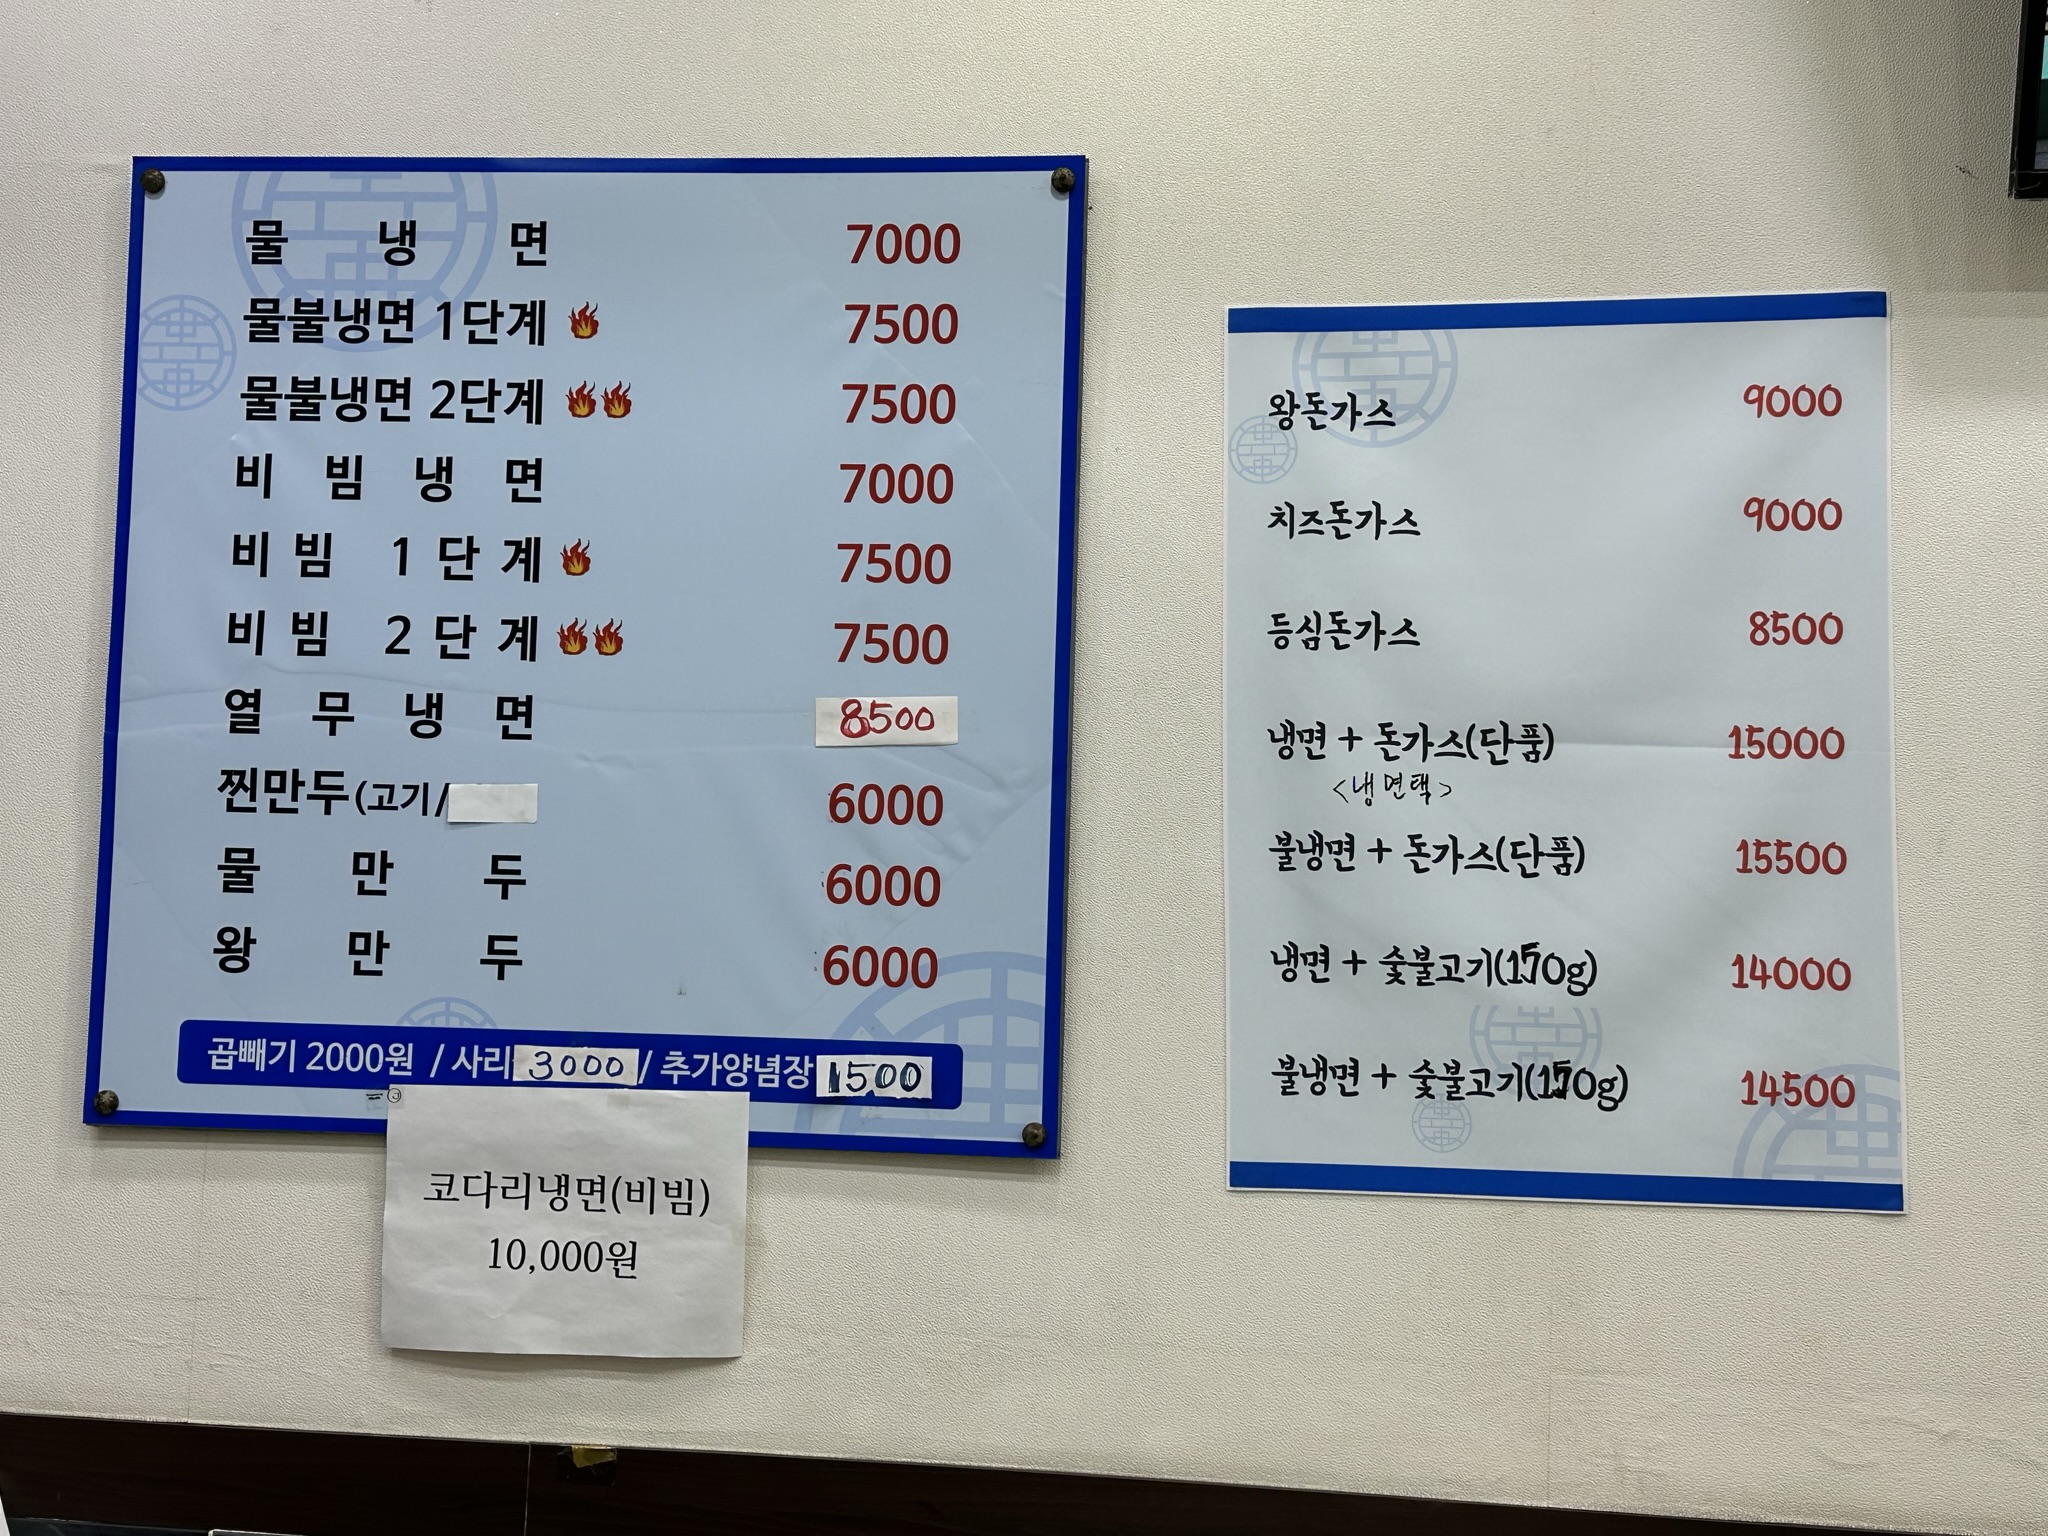 물냉면 7000
물불냉면 1단계 7500
물불냉면 2단계 7500
비빔냉면 7000
비빔 1단계 7500
비빔 2단계 7500
열무냉면 8500
찐만두(고기/ 6000
물만두 6000
왕만두 6000
곱빼기 2000원 / 사리 3000 / 추가양념장 1500
코다리냉면(비빔)
10,000원
왕돈가스 9000
치즈돈가스 9000
등심돈가스 8500
냉면 + 돈가스(단품) 15000
<냉면택>
불냉면 + 돈가스(단품) 15500
냉면 + 숯불고기(150g) 14000
불냉면 + 숯불고기(150g) 14500